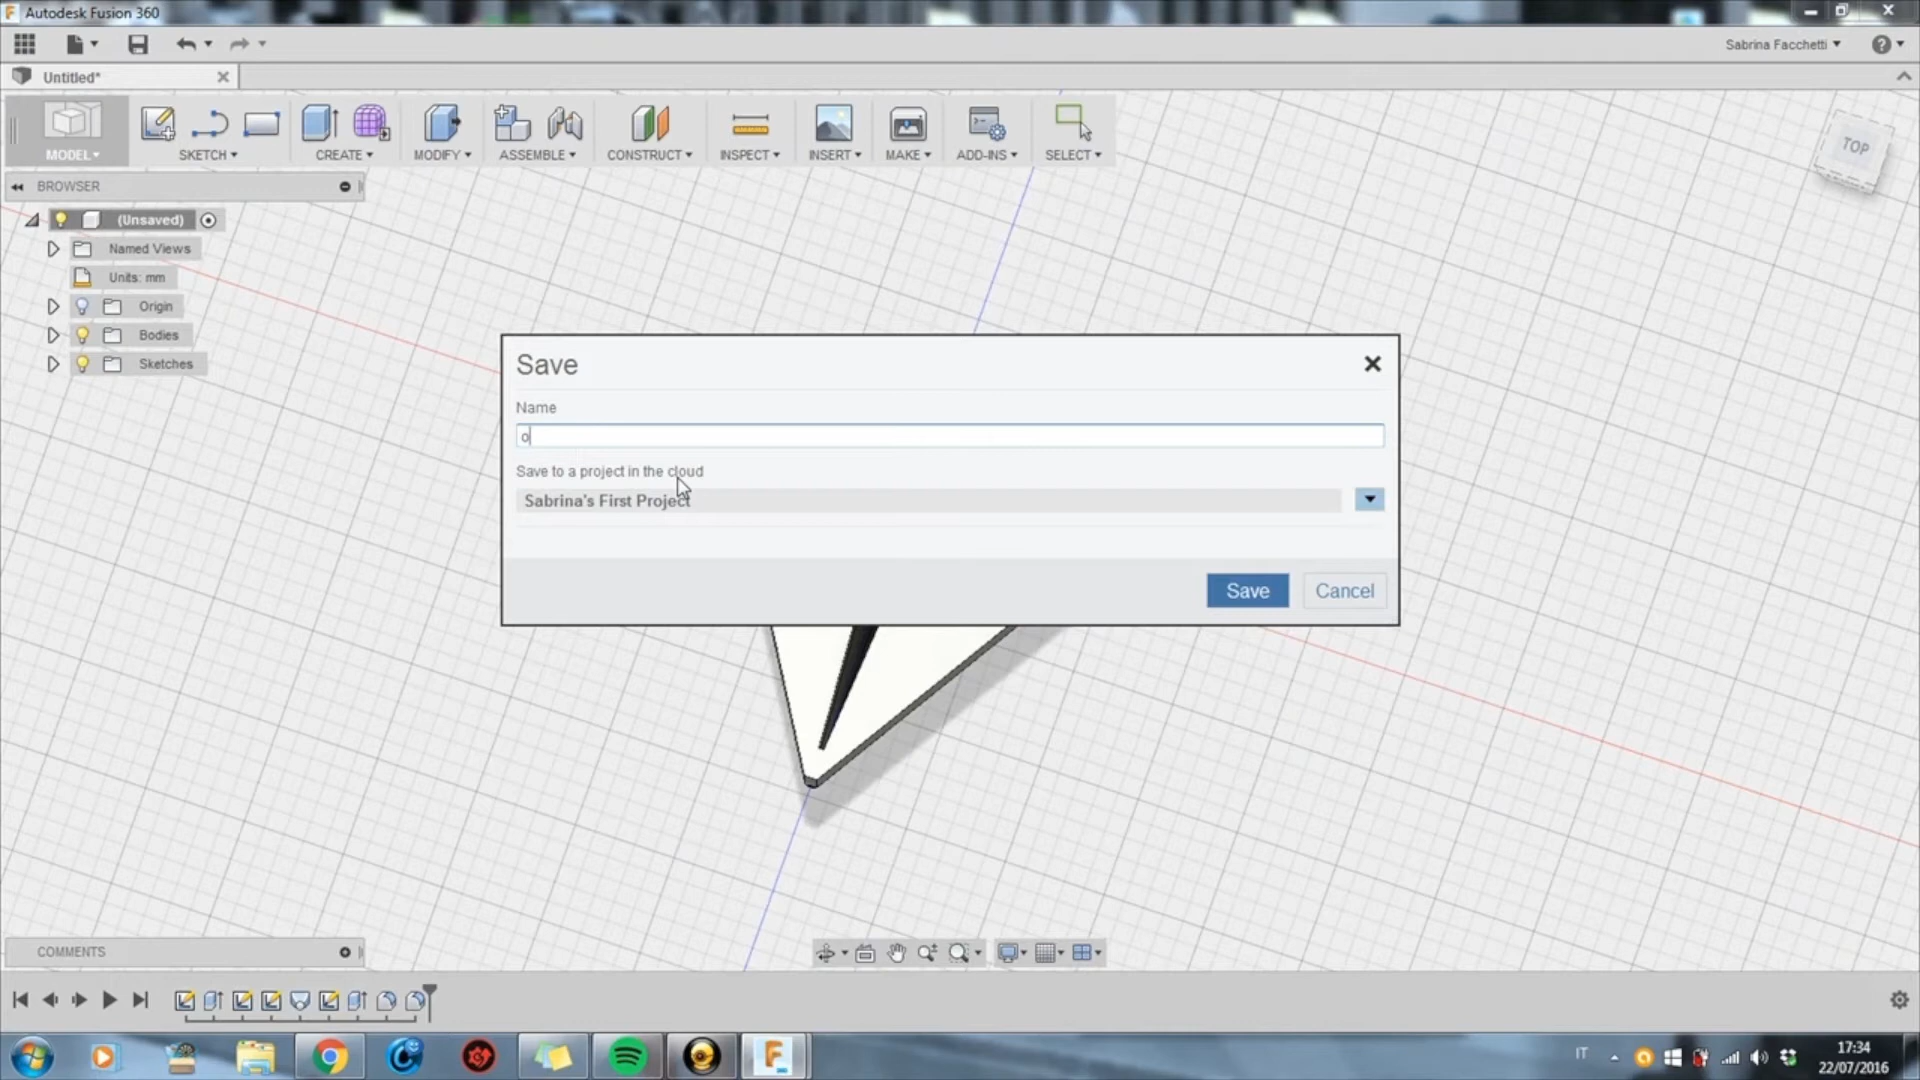 Autodesk Fusion 360
Sabrina Facchetti
Untitled*
MODEL
SKETCH
CREATE
MODIFY
ASSEMBLE
CONSTRUCT
INSPECT
INSERT
MAKE
ADD-INS
SELECT
TOP
BROWSER
(Unsaved)
Named Views
Units: mm
Origin
Bodies
Sketches
Save
Name
o
Save to a project in the cloud
Sabrina's First Project
Save
Cancel
COMMENTS
IT
17:34
22/07/2016